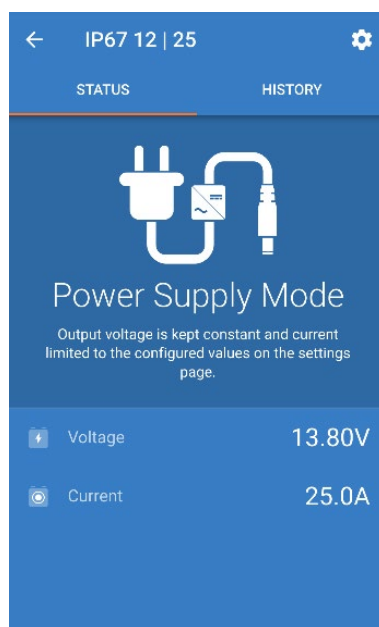 IP67 12 | 25
STATUS
HISTORY
Power Supply Mode
Output voltage is kept constant and current
limited to the configured values on the settings
page.
Voltage 13.80V
Current 25.0A